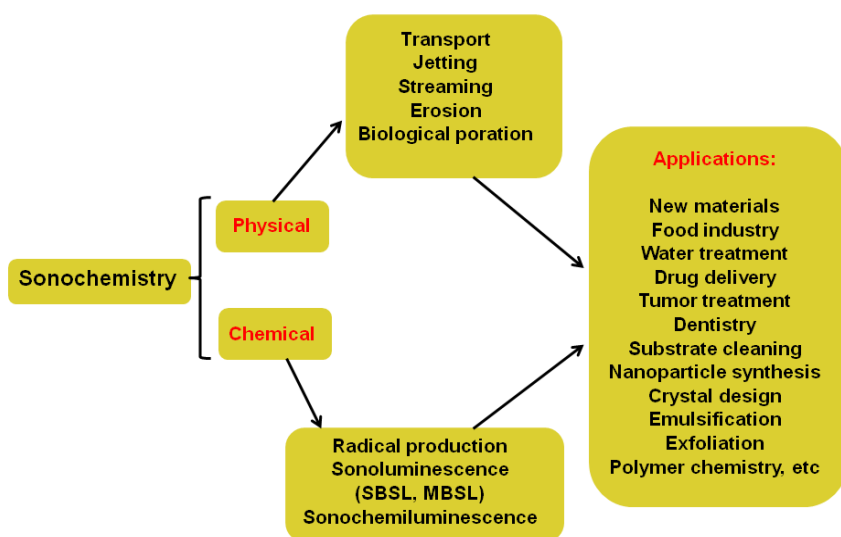 Sonochemistry
Physical
Chemical
Transport
Jetting
Streaming
Erosion
Biological poration
Radical production
Sonoluminescence
(SBSL, MBSL)
Sonochemiluminescence
Applications:
New materials
Food industry
Water treatment
Drug delivery
Tumor treatment
Dentistry
Substrate cleaning
Nanoparticle synthesis
Crystal design
Emulsification
Exfoliation
Polymer chemistry, etc